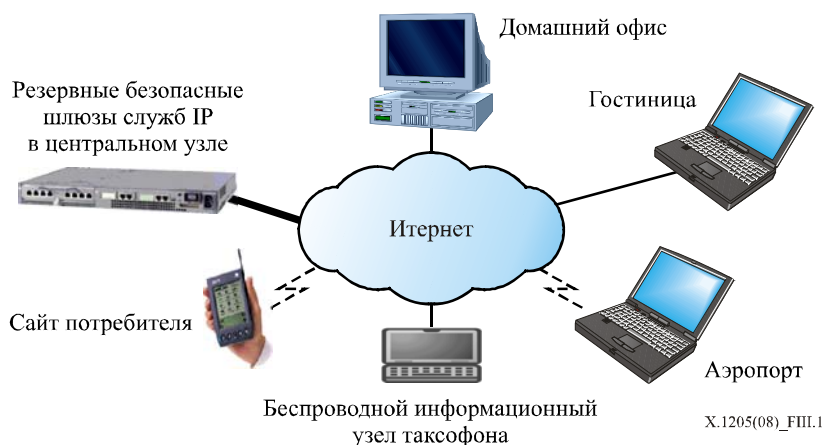 Домашний офис
Резервные безопасные
шлюзы служб IP
в центральном узле
Гостиница
Итернет
Сайт потребителя
Аэропорт
Беспроводной информационный
узел таксофона
X.1205(08)_FIII.1